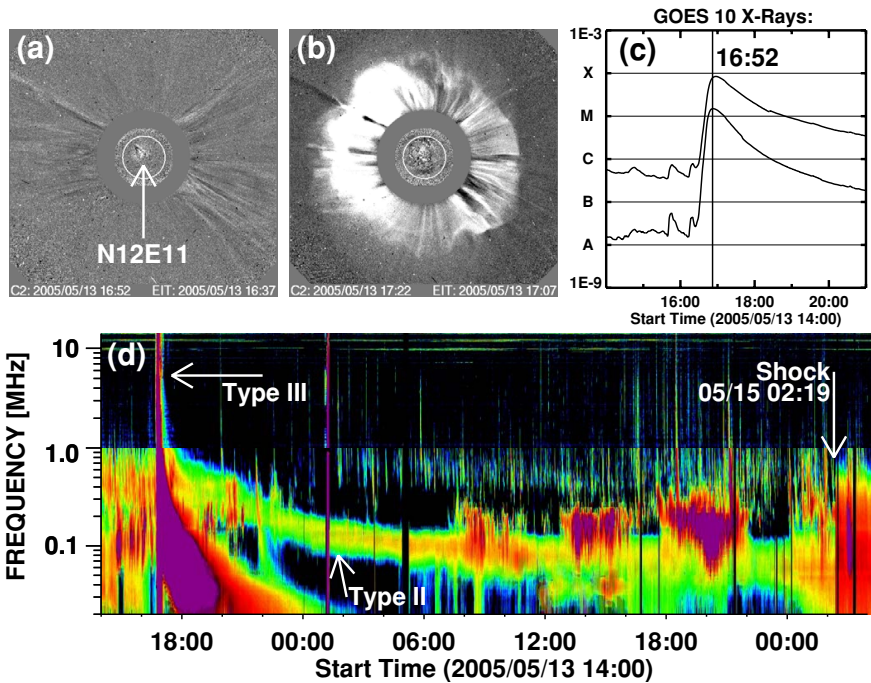 (a)
N12E11
C2: 2005/05/13 16:52 EIT: 2005/05/13 16:37
(b)
C2: 2005/05/13 17:22 EIT: 2005/05/13 17:07
GOES 10 X-Rays:
(c)
16:52
1E-3
X
M
C
B
A
1E-9
16:00 18:00 20:00
Start Time (2005/05/13 14:00)
(d)
Type III
Shock
05/15 02:19
Type II
FREQUENCY [MHz]
10
1.0
0.1
18:00 00:00 06:00 12:00 18:00 00:00
Start Time (2005/05/13 14:00)